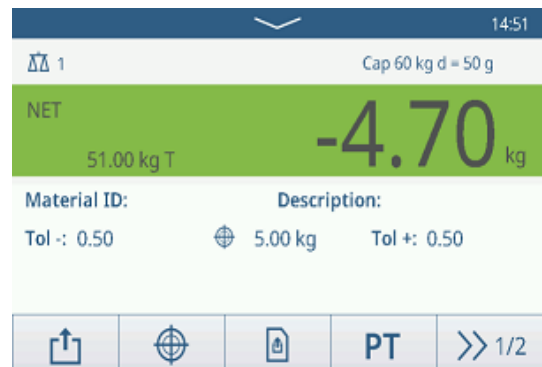 14:51
1 Cap 60 kg d = 50 g
NET
-4.70 kg
51.00 kg T
Material ID: Description:
Tol -: 0.50 5.00 kg Tol +: 0.50
PT 1/2